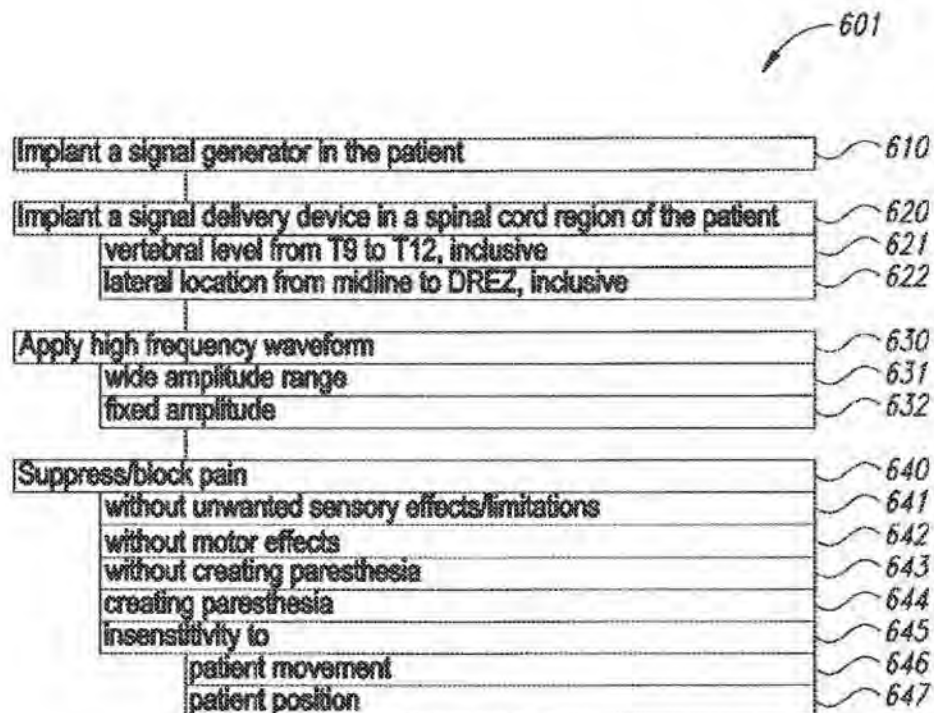 601
Implant a signal generator in the patient 610
Implant a signal delivery device in a spinal cord region of the patient 620
vertebral level from T9 to T12, inclusive 621
lateral location from midline to DREZ, inclusive 622
Apply high frequency waveform 630
wide amplitude range 631
fixed amplitude 632
Suppress/block pain 640
without unwanted sensory effects/limitations 641
without motor effects 642
without creating paresthesia 643
creating paresthesia 644
insenstitivity to 645
patient movement 646
patient position 647